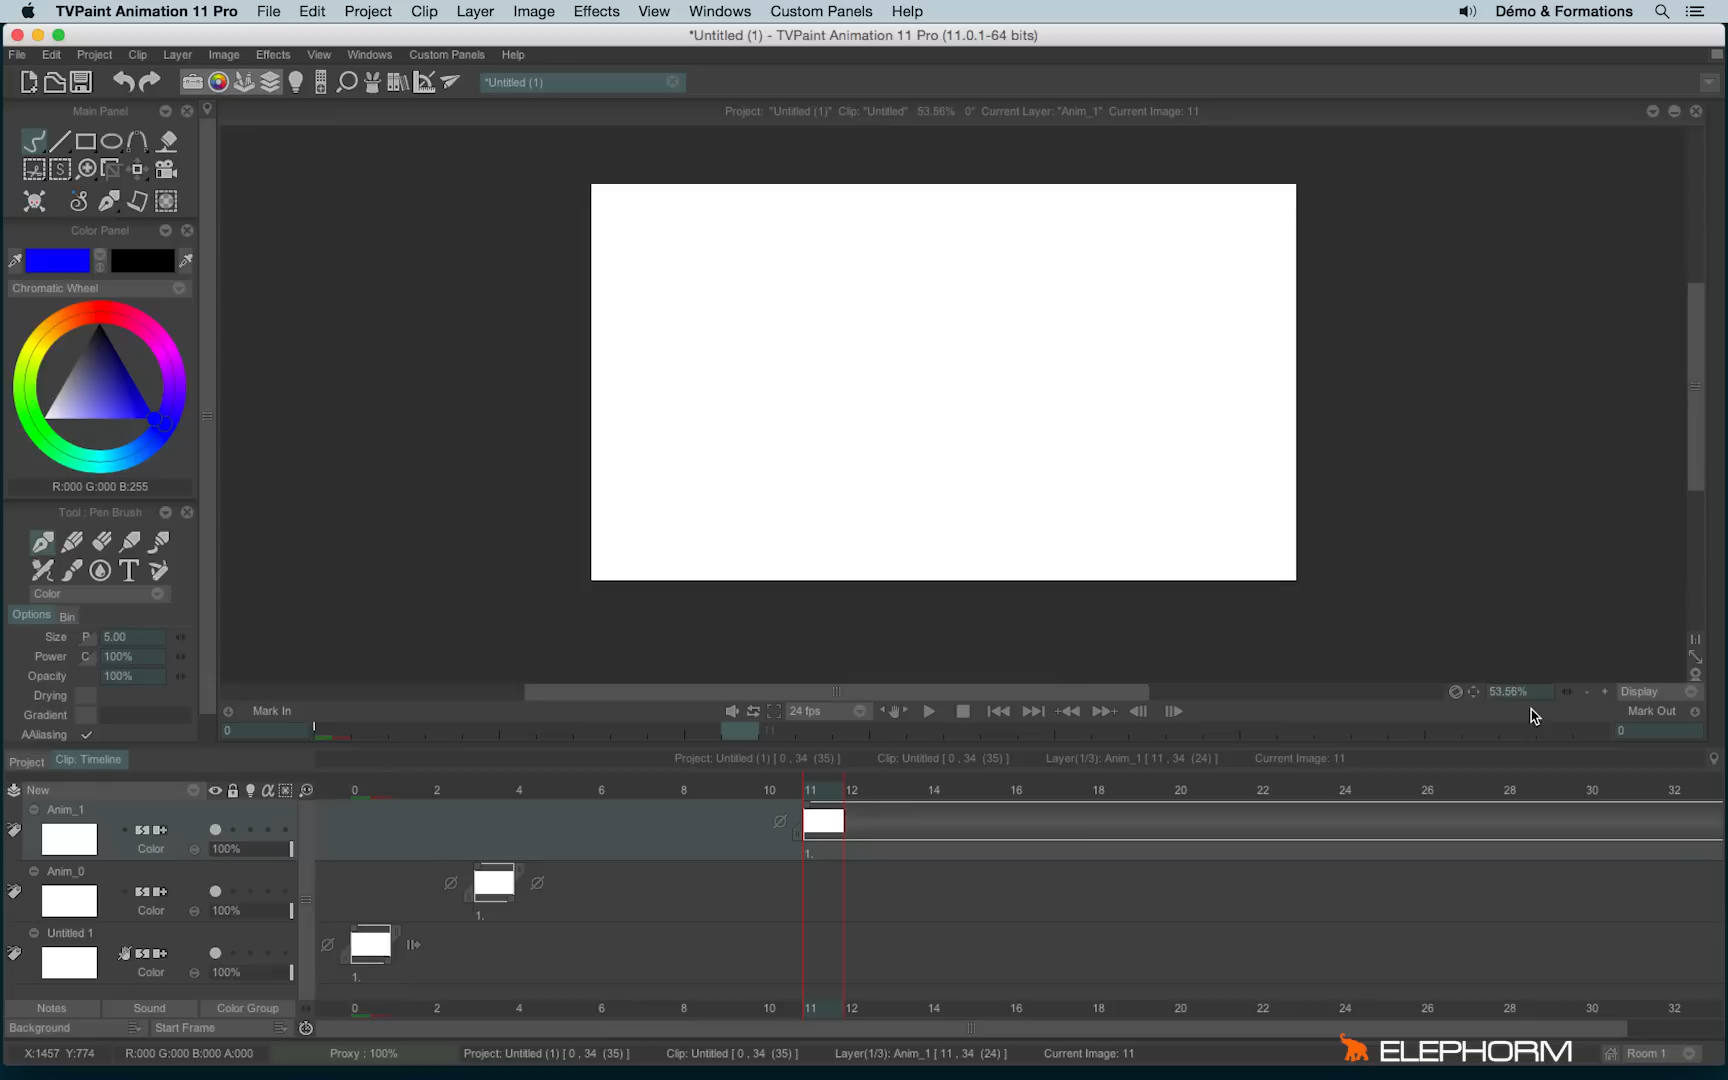 TVPaint Animation 11 Pro File Edit Project Clip Layer Image Effects View Windows Custom Panels Help Démo & Formations
*Untitled (1) - TVPaint Animation 11 Pro (11.0.1-64 bits)
File Edit Project Clip Layer Image Effects View Windows Custom Panels Help
*Untitled (1)
Main Panel
Project: "Untitled (1)" Clip: "Untitled" 53.56% 0° Current Layer: "Anim_1" Current Image: 11
Color Panel
Chromatic Wheel
R:000 G:000 B:255
Tool : Pen Brush
Color
Options Bin
Size P 5.00
Power C 100%
Opacity 100%
Drying
Gradient
AAliasing
53.56% - + Display
Mark In 24 fps Mark Out
0 0
Project Clip: Timeline Project: Untitled (1) [ 0 , 34 (35) ] Clip: Untitled [ 0 , 34 (35) ] Layer(1/3): Anim_1 [ 11 , 34 (24) ] Current Image: 11
New 0 2 4 6 8 10 11 12 14 16 18 20 22 24 26 28 30 32
Anim_1
Color 100% 1.
Anim_0
Color 100% 1.
Untitled 1
Color 100% 1.
Notes Sound Color Group 0 2 4 6 8 10 11 12 14 16 18 20 22 24 26 28 30 32
Background Start Frame
X:1457 Y:774 R:000 G:000 B:000 A:000 Proxy : 100% Project: Untitled (1) [ 0 , 34 (35) ] Clip: Untitled [ 0 , 34 (35) ] Layer(1/3): Anim_1 [ 11 , 34 (24) ] Current Image: 11 ELEPHORM Room 1